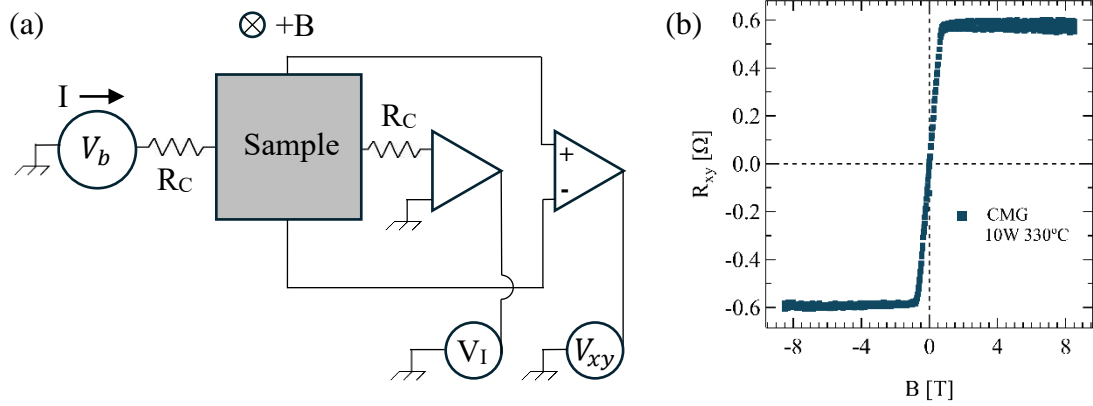 (a)
⊗ +B
I
V_b
R_C
Sample
R_C
+
-
V_I
V_xy
(b)
0.6
0.4
0.2
0.0
-0.2
-0.4
-0.6
R_xy [Ω]
CMG
10W 330ºC
-8
-4
0
4
8
B [T]